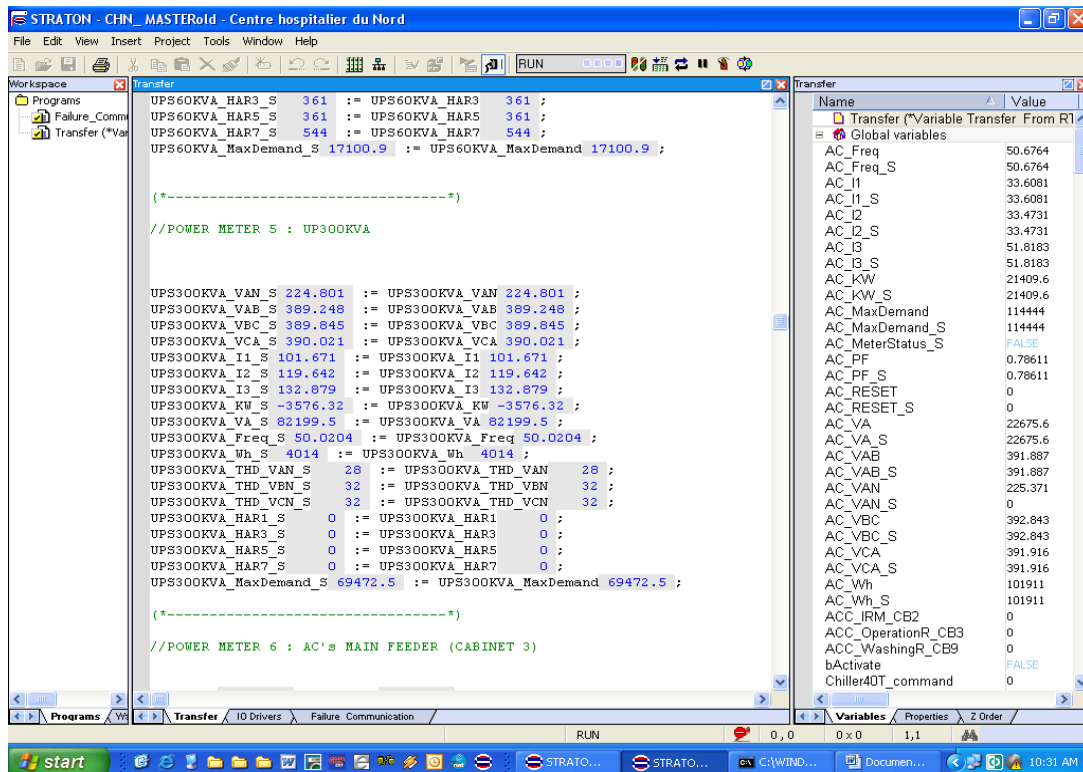 STRATON - CHN_ MASTERold - Centre hospitalier du Nord
File Edit View Insert Project Tools Window Help
RUN
Workspace
Programs
Failure_Comm
Transfer (*Var
Programs
Transfer
UPS60KVA_HAR3_S 361 := UPS60KVA_HAR3 361 ;
UPS60KVA_HAR5_S 361 := UPS60KVA_HAR5 361 ;
UPS60KVA_HAR7_S 544 := UPS60KVA_HAR7 544 ;
UPS60KVA_MaxDemand_S 17100.9 := UPS60KVA_MaxDemand 17100.9 ;
(*----------------------------------*)
//POWER METER 5 : UP300KVA
UPS300KVA_VAN_S 224.801 := UPS300KVA_VAN 224.801 ;
UPS300KVA_VAB_S 389.248 := UPS300KVA_VAB 389.248 ;
UPS300KVA_VBC_S 389.845 := UPS300KVA_VBC 389.845 ;
UPS300KVA_VCA_S 390.021 := UPS300KVA_VCA 390.021 ;
UPS300KVA_I1_S 101.671 := UPS300KVA_I1 101.671 ;
UPS300KVA_I2_S 119.642 := UPS300KVA_I2 119.642 ;
UPS300KVA_I3_S 132.879 := UPS300KVA_I3 132.879 ;
UPS300KVA_KW_S -3576.32 := UPS300KVA_KW -3576.32 ;
UPS300KVA_VA_S 82199.5 := UPS300KVA_VA 82199.5 ;
UPS300KVA_Freq_S 50.0204 := UPS300KVA_Freq 50.0204 ;
UPS300KVA_Wh_S 4014 := UPS300KVA_Wh 4014 ;
UPS300KVA_THD_VAN_S 28 := UPS300KVA_THD_VAN 28 ;
UPS300KVA_THD_VBN_S 32 := UPS300KVA_THD_VBN 32 ;
UPS300KVA_THD_VCN_S 32 := UPS300KVA_THD_VCN 32 ;
UPS300KVA_HAR1_S 0 := UPS300KVA_HAR1 0 ;
UPS300KVA_HAR3_S 0 := UPS300KVA_HAR3 0 ;
UPS300KVA_HAR5_S 0 := UPS300KVA_HAR5 0 ;
UPS300KVA_HAR7_S 0 := UPS300KVA_HAR7 0 ;
UPS300KVA_MaxDemand_S 69472.5 := UPS300KVA_MaxDemand 69472.5 ;
(*----------------------------------*)
//POWER METER 6 : AC's MAIN FEEDER (CABINET 3)
Transfer IO Drivers Failure Communication
Transfer
Name Value
Transfer (*Variable Transfer From RT
Global variables
AC_Freq 50.6764
AC_Freq_S 50.6764
AC_I1 33.6081
AC_I1_S 33.6081
AC_I2 33.4731
AC_I2_S 33.4731
AC_I3 51.8183
AC_I3_S 51.8183
AC_KW 21409.6
AC_KW_S 21409.6
AC_MaxDemand 114444
AC_MaxDemand_S 114444
AC_MeterStatus_S FALSE
AC_PF 0.78611
AC_PF_S 0.78611
AC_RESET 0
AC_RESET_S 0
AC_VA 22675.6
AC_VA_S 22675.6
AC_VAB 391.887
AC_VAB_S 391.887
AC_VAN 225.371
AC_VAN_S 0
AC_VBC 392.843
AC_VBC_S 392.843
AC_VCA 391.916
AC_VCA_S 391.916
AC_Wh 101911
AC_Wh_S 101911
ACC_IRM_CB2 0
ACC_OperationR_CB3 0
ACC_WashingR_CB9 0
bActivate FALSE
Chiller40T_command 0
Variables Properties Z Order
RUN 0 , 0 0 × 0 1,1
start STRATO... STRATO... C:\WIND... Documen... 10:31 AM